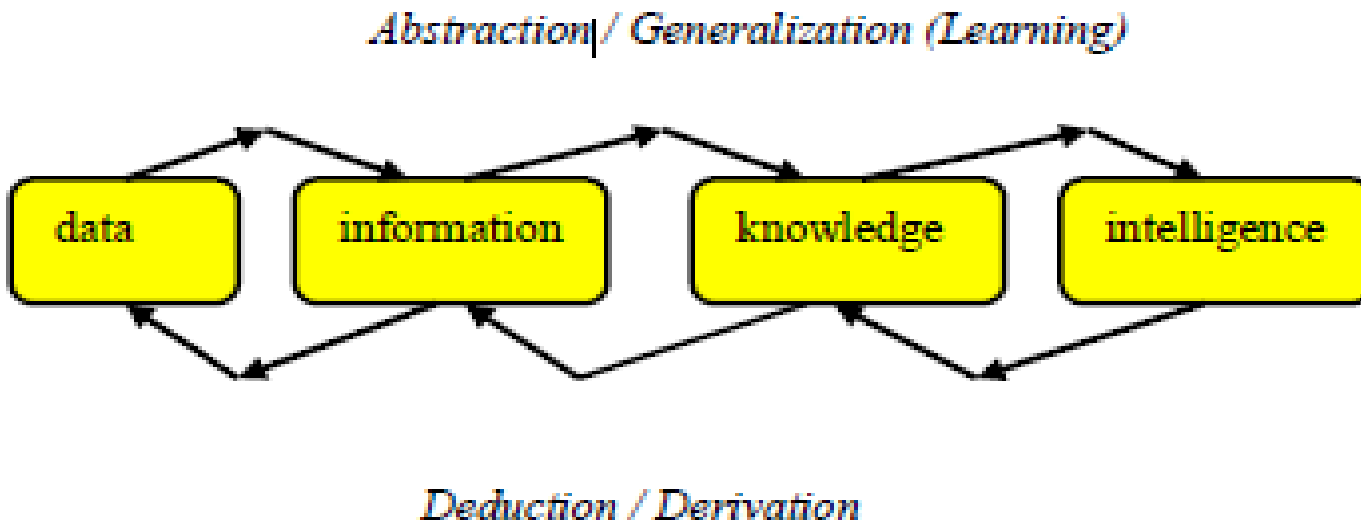 Abstraction / Generalization (Learning)
data information knowledge intelligence
Deduction / Derivation